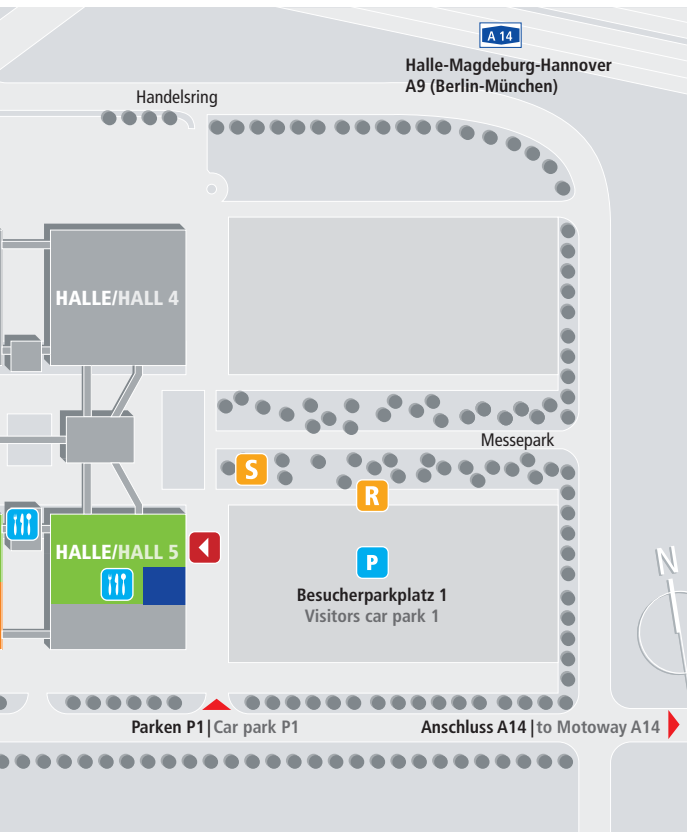 A 14
Halle-Magdeburg-Hannover
A9 (Berlin-München)
Handelsring
HALLE/HALL 4
Messepark
S
R
HALLE/HALL 5
P
Besucherparkplatz 1
Visitors car park 1
N
Parken P1|Car park P1
Anschluss A14|to Motoway A14